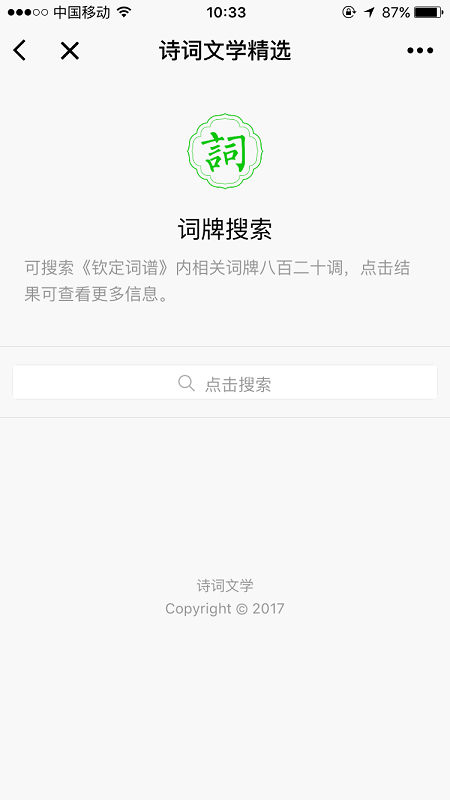 中国移动 10:33 87%
诗词文学精选
詞
词牌搜索
可搜索《钦定词谱》内相关词牌八百二十调，点击结
果可查看更多信息。
点击搜索
诗词文学
Copyright © 2017